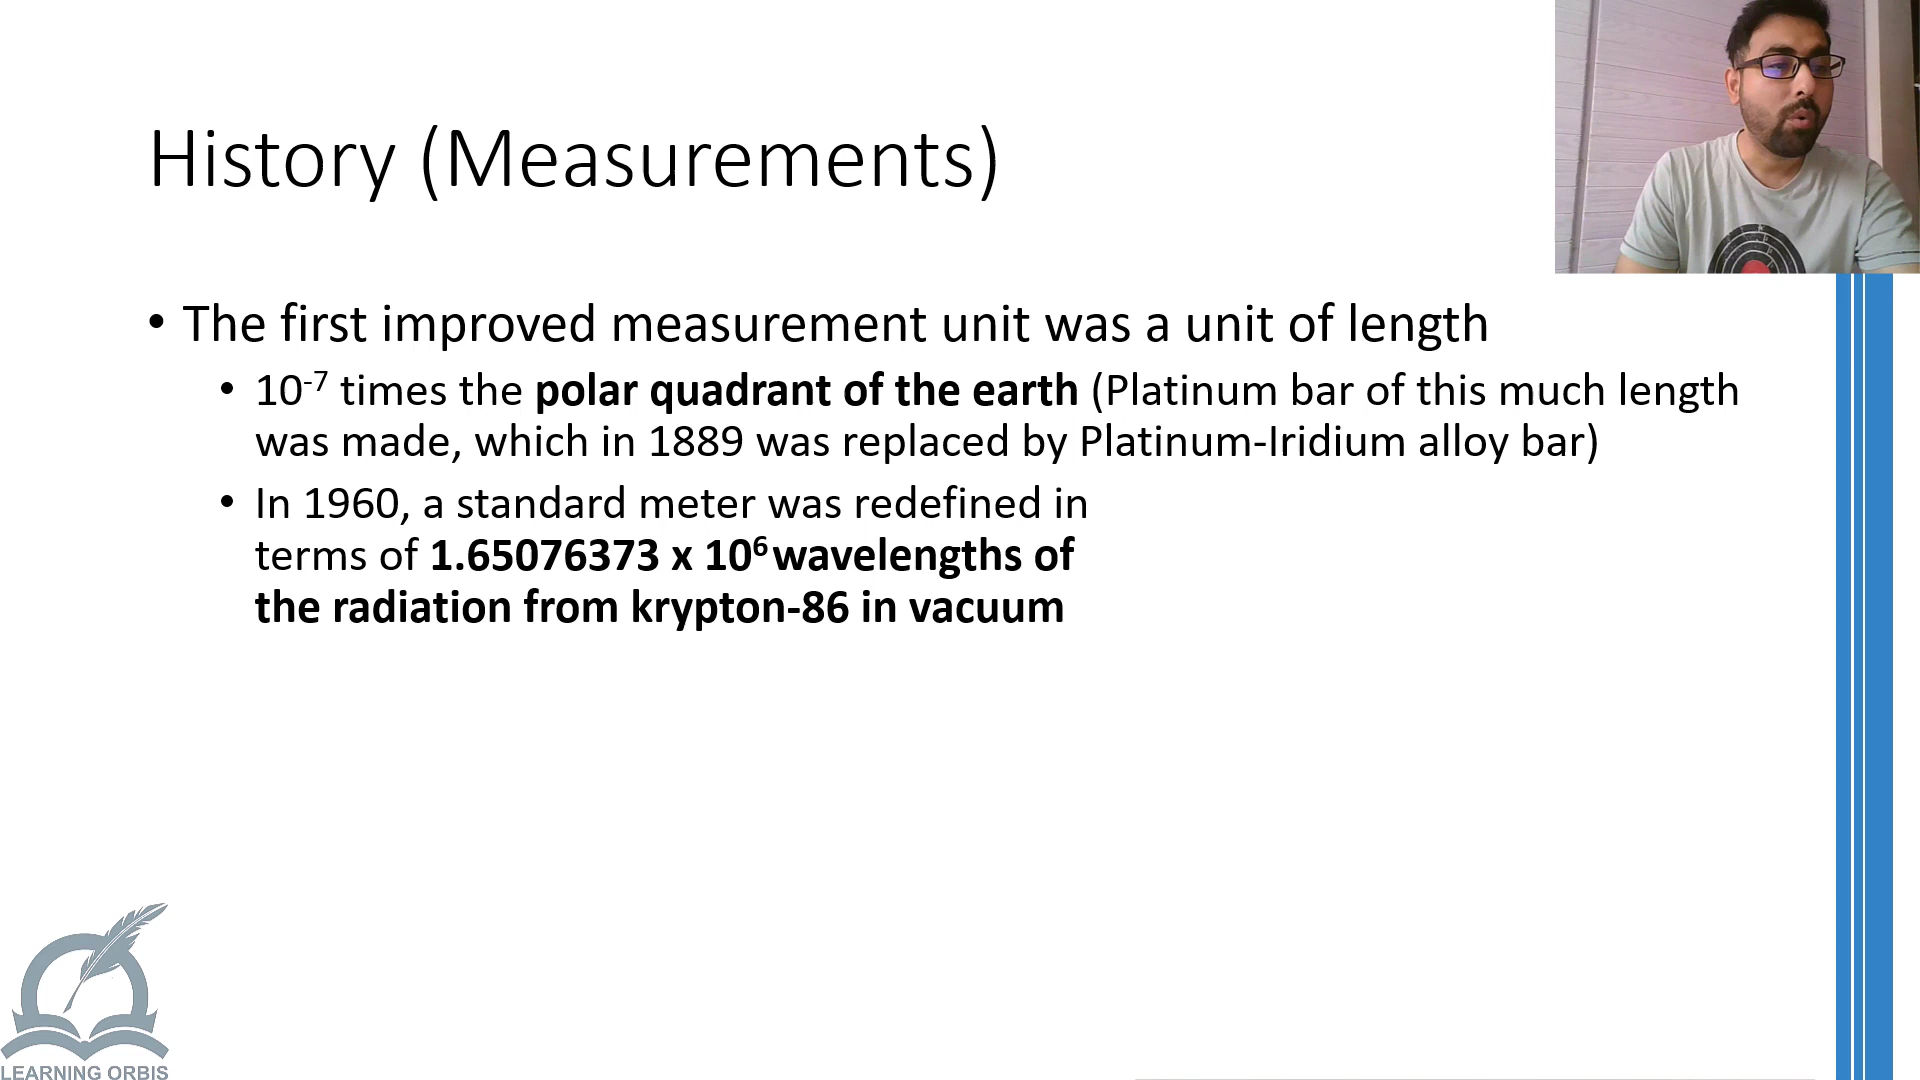 History (Measurements)
• The first improved measurement unit was a unit of length
• 10⁻⁷ times the polar quadrant of the earth (Platinum bar of this much length
was made, which in 1889 was replaced by Platinum-Iridium alloy bar)
• In 1960, a standard meter was redefined in
terms of 1.65076373 x 10⁶ wavelengths of
the radiation from krypton-86 in vacuum
LEARNING ORBIS